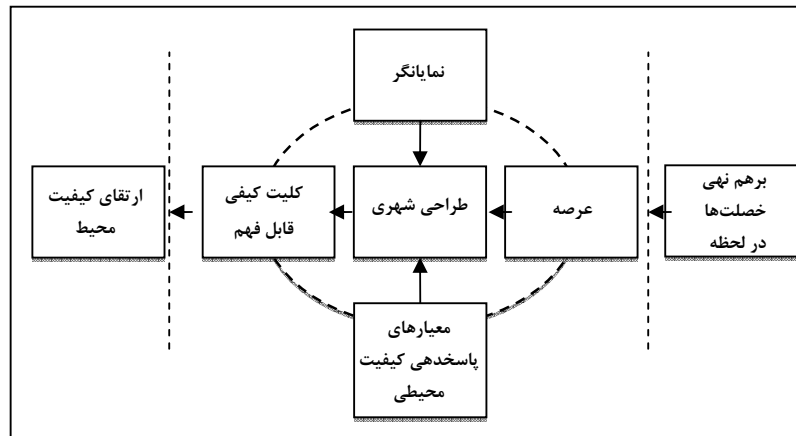 نمایانگر
برهم نهی
خصلت‌ها
در لحظه
عرصه
طراحی شهری
کلیت کیفی
قابل فهم
ارتقای کیفیت
محیط
معیارهای
پاسخدهی کیفیت
محیطی